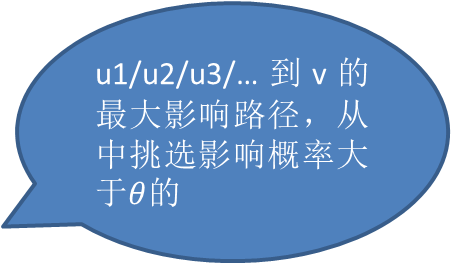 u1/u2/u3/… 到 v 的
最大影响路径，从
中挑选影响概率大
于𝜃的